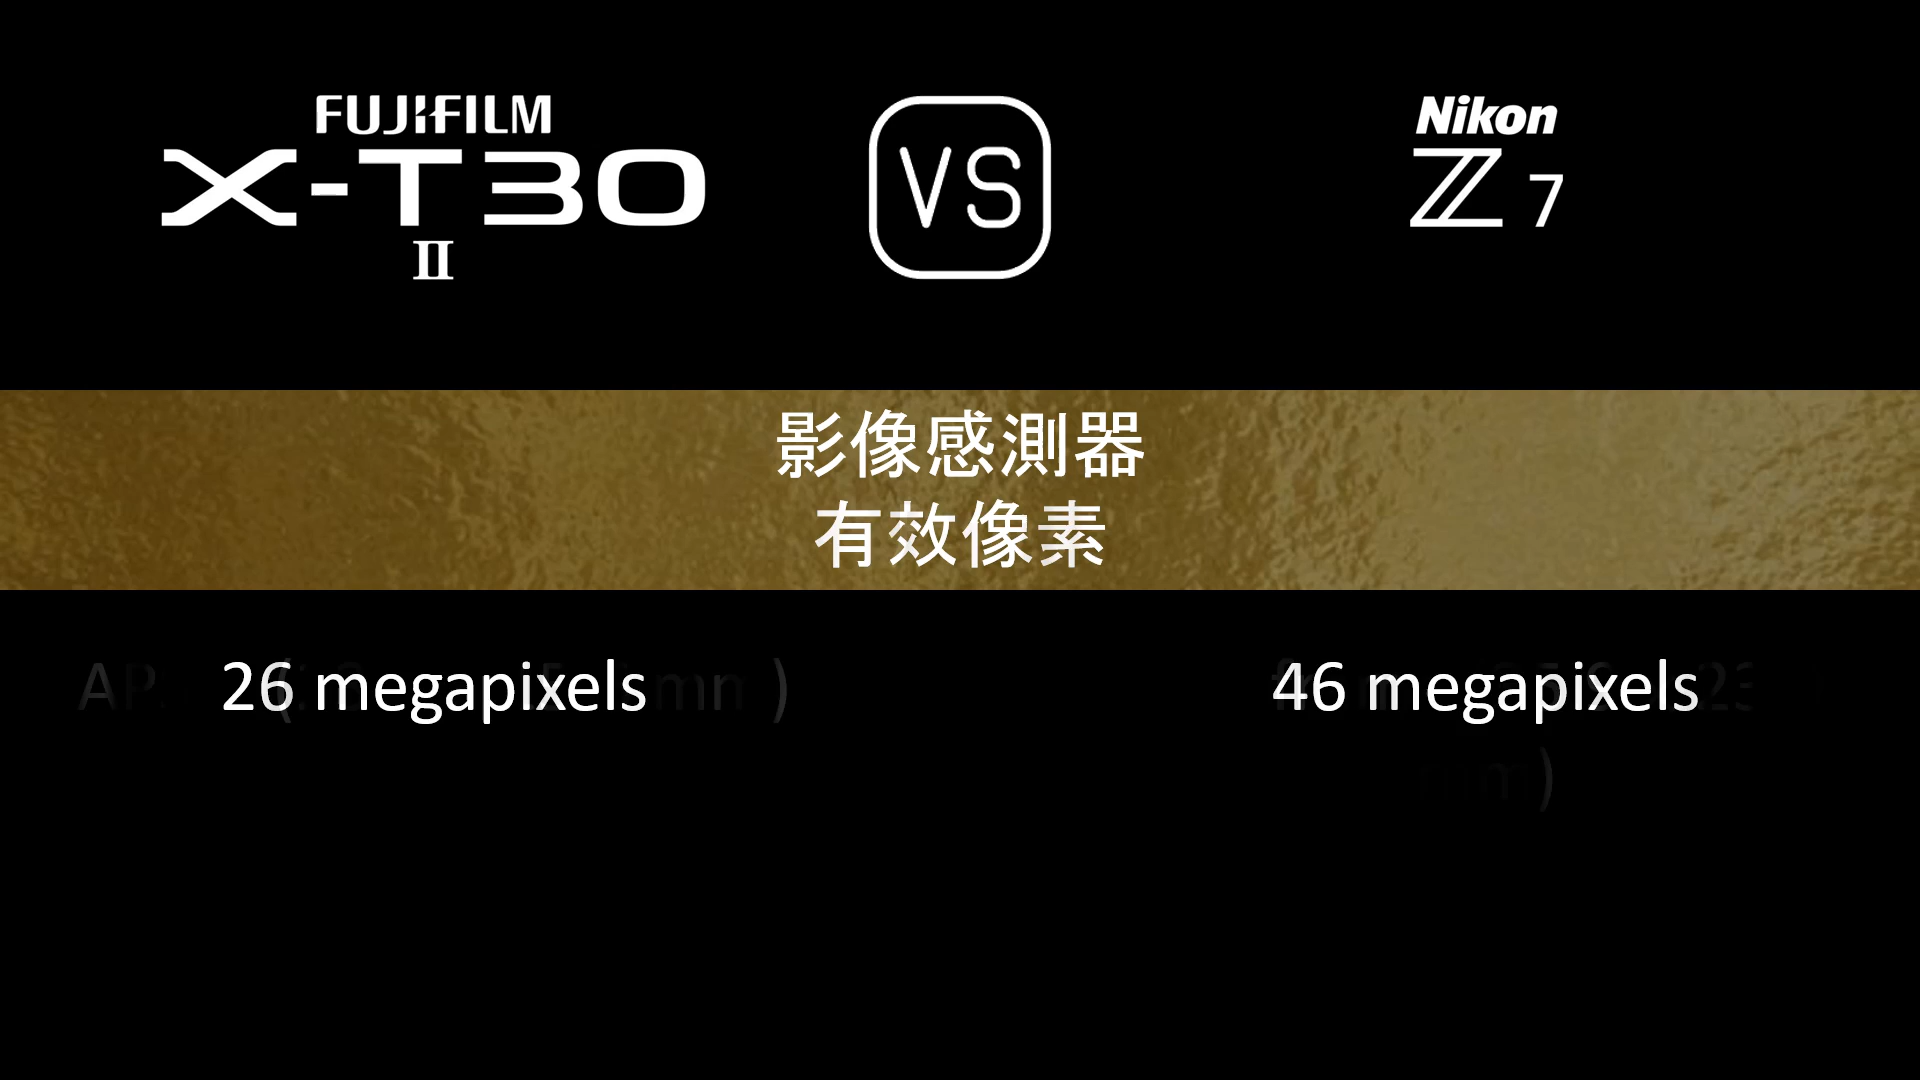 FUJIFILM
X-T30
II
VS
Nikon
Z 7
影像感測器
有效像素
26 megapixels
46 megapixels